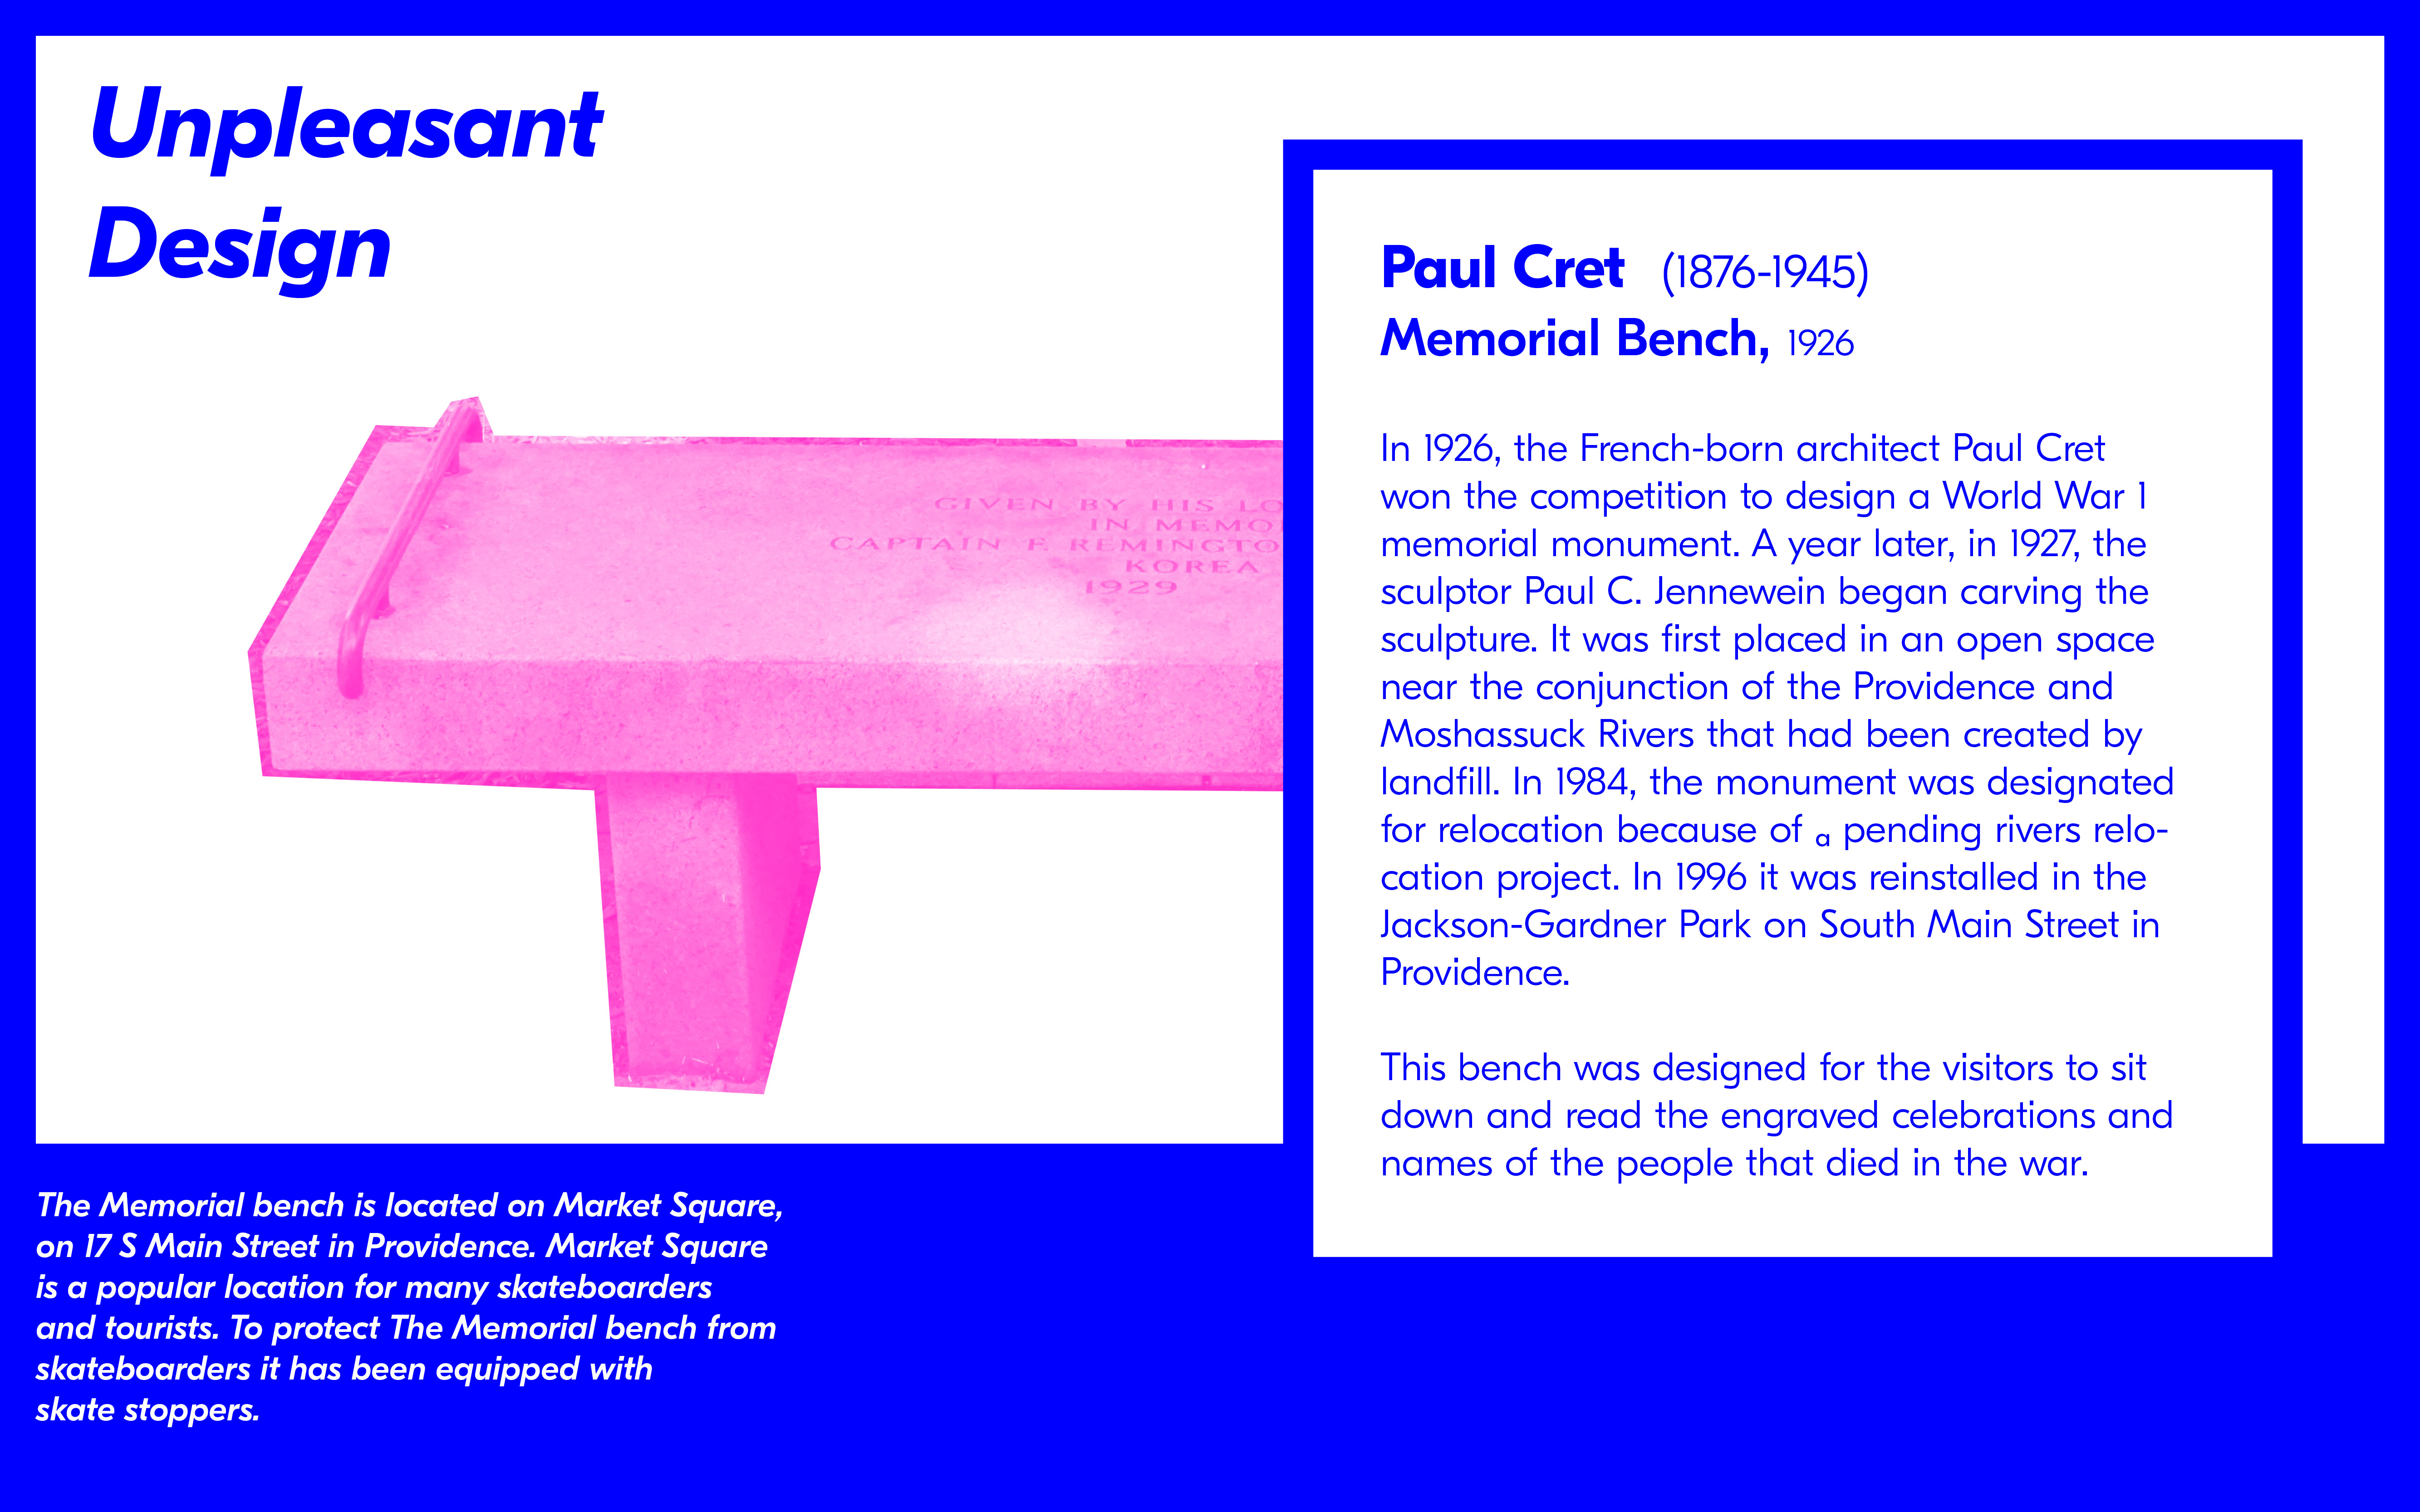 Unpleasant
Design
GIVEN BY HIS LO
IN MEMO
CAPTAIN F. REMINGTO
KOREA
1929
Paul Cret (1876-1945)
Memorial Bench, 1926
In 1926, the French-born architect Paul Cret
won the competition to design a World War 1
memorial monument. A year later, in 1927, the
sculptor Paul C. Jennewein began carving the
sculpture. It was first placed in an open space
near the conjunction of the Providence and
Moshassuck Rivers that had been created by
landfill. In 1984, the monument was designated
for relocation because of a pending rivers relo-
cation project. In 1996 it was reinstalled in the
Jackson-Gardner Park on South Main Street in
Providence.
This bench was designed for the visitors to sit
down and read the engraved celebrations and
names of the people that died in the war.
The Memorial bench is located on Market Square,
on 17 S Main Street in Providence. Market Square
is a popular location for many skateboarders
and tourists. To protect The Memorial bench from
skateboarders it has been equipped with
skate stoppers.